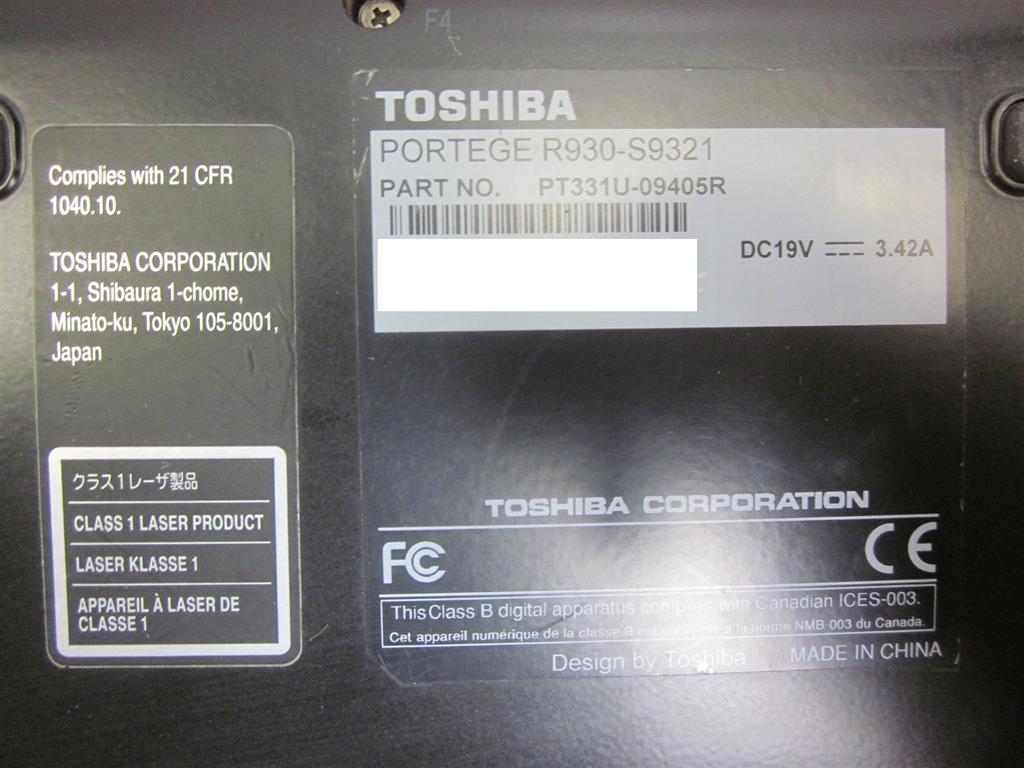 F4
Complies with 21 CFR
1040.10.
TOSHIBA CORPORATION
1-1, Shibaura 1-chome,
Minato-ku, Tokyo 105-8001,
Japan
クラス1レーザ製品
CLASS 1 LASER PRODUCT
LASER KLASSE 1
APPAREIL À LASER DE
CLASSE 1
TOSHIBA
PORTEGE R930-S9321
PART NO. PT331U-09405R
DC19V 3.42A
TOSHIBA CORPORATION
FC CE
This Class B digital apparatus complies with Canadian ICES-003.
Cet appareil numérique de la classe B est conforme à la norme NMB-003 du Canada.
Design by Toshiba MADE IN CHINA